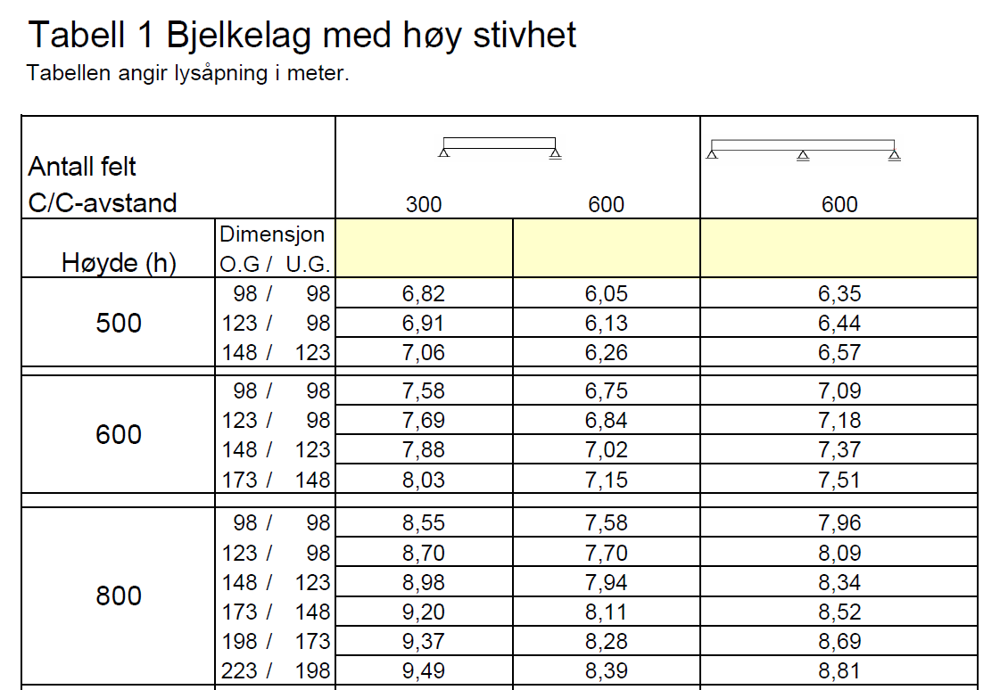 Tabell 1 Bjelkelag med høy stivhet
Tabellen angir lysåpning i meter.
Antall felt
C/C-avstand 300 600 600
Dimensjon
Høyde (h) O.G / U.G.
500
98 / 98 6,82 6,05 6,35
123 / 98 6,91 6,13 6,44
148 / 123 7,06 6,26 6,57
600
98 / 98 7,58 6,75 7,09
123 / 98 7,69 6,84 7,18
148 / 123 7,88 7,02 7,37
173 / 148 8,03 7,15 7,51
800
98 / 98 8,55 7,58 7,96
123 / 98 8,70 7,70 8,09
148 / 123 8,98 7,94 8,34
173 / 148 9,20 8,11 8,52
198 / 173 9,37 8,28 8,69
223 / 198 9,49 8,39 8,81